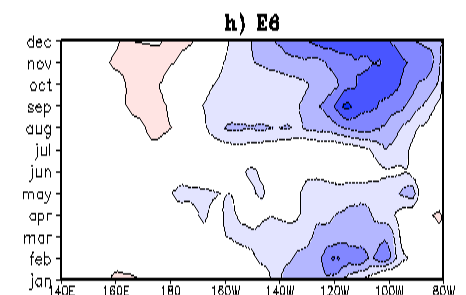 h) E6
dec
nov
oct
sep
aug
jul
jun
may
apr
mar
feb
jan
140E 160E 180 160W 140W 120W 100W 80W